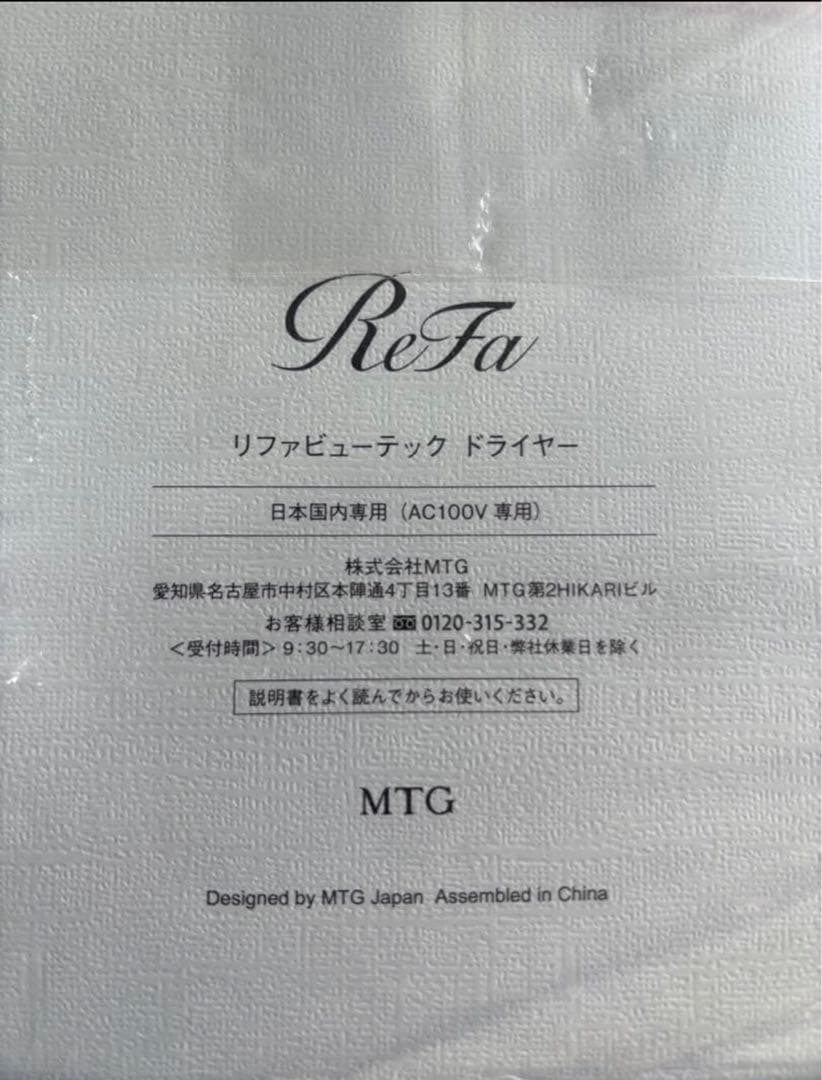 ReFa
リファビューテック ドライヤー
日本国内専用（AC100V 専用）
株式会社MTG
愛知県名古屋市中村区本陣通4丁目13番 MTG第2HIKARIビル
お客様相談室 0120-315-332
＜受付時間＞9：30〜17：30 土・日・祝日・弊社休業日を除く
説明書をよく読んでからお使いください。
MTG
Designed by MTG Japan Assembled in China